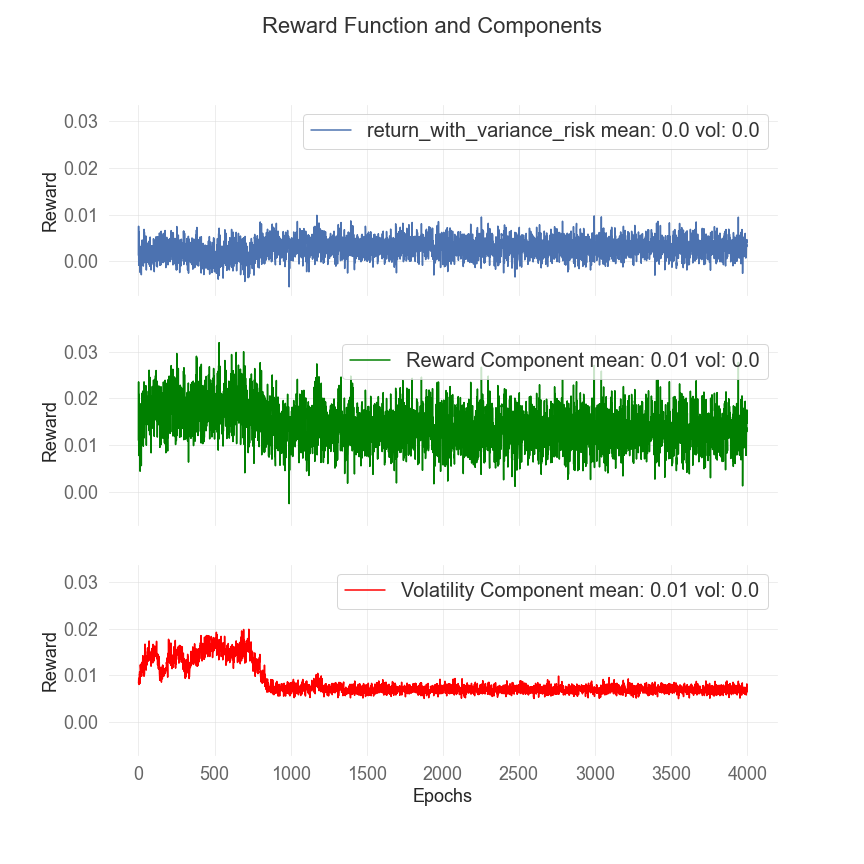 Reward Function and Components
0.03
0.02
0.01
0.00
Reward
return_with_variance_risk mean: 0.0 vol: 0.0
0.03
0.02
0.01
0.00
Reward
Reward Component mean: 0.01 vol: 0.0
0.03
0.02
0.01
0.00
Reward
Volatility Component mean: 0.01 vol: 0.0
0 500 1000 1500 2000 2500 3000 3500 4000
Epochs